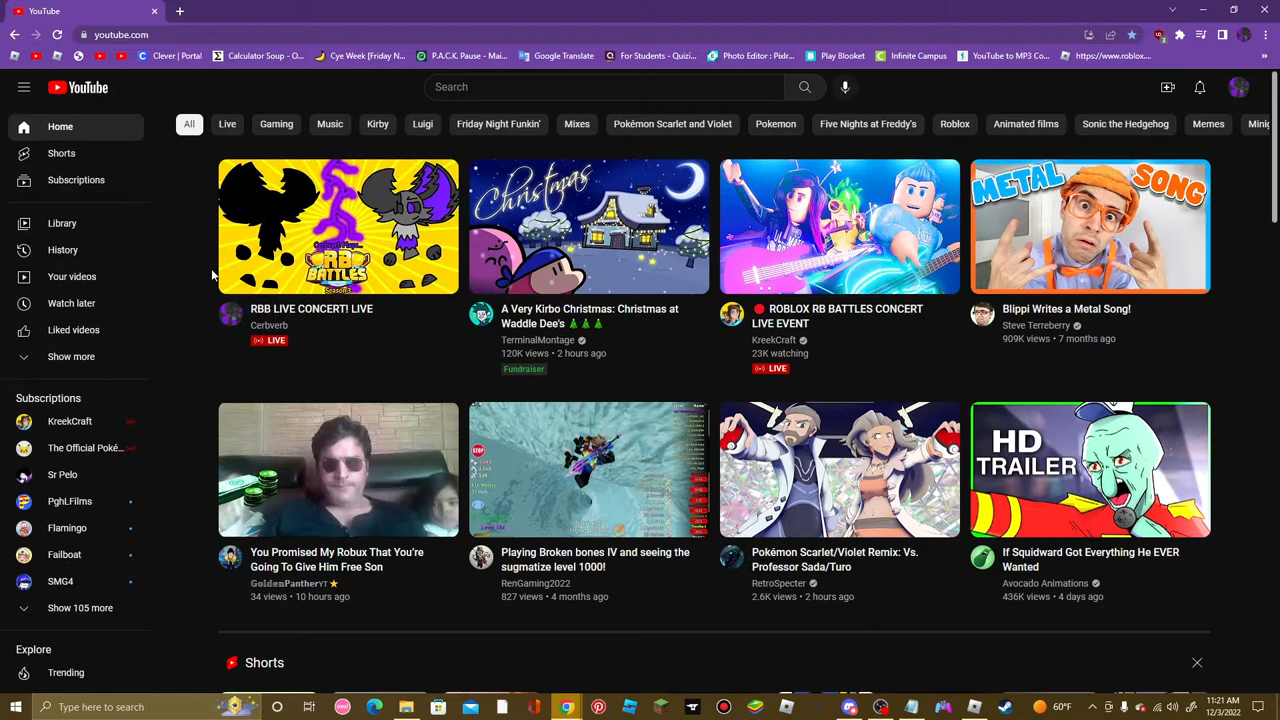 YouTube
youtube.com
Clever | Portal
Calculator Soup - O...
Cye Week [Friday N...
P.A.C.K. Pause - Mai...
Google Translate
For Students - Quizi...
Photo Editor : Pixlr...
Play Blooket
Infinite Campus
YouTube to MP3 Co...
https://www.roblox...
YouTube
Search
All
Live
Gaming
Music
Kirby
Luigi
Friday Night Funkin'
Mixes
Pokémon Scarlet and Violet
Pokemon
Five Nights at Freddy's
Roblox
Animated films
Sonic the Hedgehog
Memes
Home
Shorts
Subscriptions
Library
History
Your videos
Watch later
Liked videos
Show more
Subscriptions
KreekCraft
The Official Poké...
Sr Pelo
PghLFilms
Flamingo
Failboat
SMG4
Show 105 more
Explore
Trending
RB
BATTLES
Season 3
RBB LIVE CONCERT! LIVE
Cerbverb
LIVE
Christmas
A Very Kirbo Christmas: Christmas at
Waddle Dee's
TerminalMontage
120K views • 2 hours ago
Fundraiser
ROBLOX RB BATTLES CONCERT
LIVE EVENT
KreekCraft
23K watching
LIVE
METAL SONG
Blippi Writes a Metal Song!
Steve Terreberry
909K views • 7 months ago
You Promised My Robux That You're
Going To Give Him Free Son
GoldenPantherYT
34 views • 10 hours ago
STOP
Playing Broken bones IV and seeing the
sugmatize level 1000!
RenGaming2022
827 views • 4 months ago
Pokémon Scarlet/Violet Remix: Vs.
Professor Sada/Turo
RetroSpecter
2.6K views • 2 hours ago
HD
TRAILER
If Squidward Got Everything He EVER
Wanted
Avocado Animations
436K views • 4 days ago
Shorts
Type here to search
osu!
60°F
11:21 AM
12/3/2022